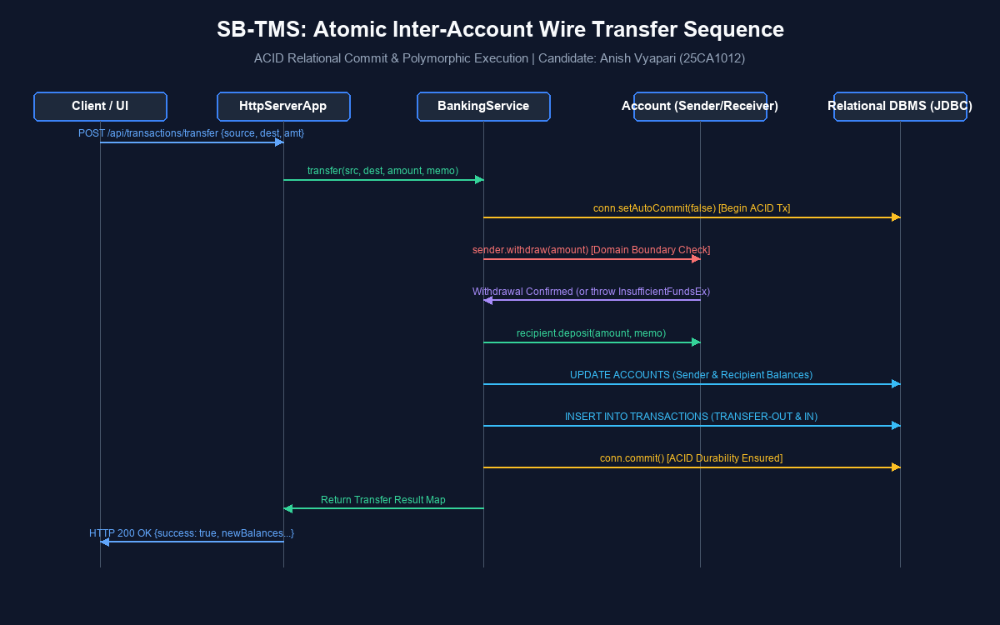 SB-TMS: Atomic Inter-Account Wire Transfer Sequence
ACID Relational Commit & Polymorphic Execution | Candidate: Anish Vyapari (25CA1012)
Client / UI
HttpServerApp
BankingService
Account (Sender/Receiver)
Relational DBMS (JDBC)
POST /api/transactions/transfer {source, dest, amt}
transfer(src, dest, amount, memo)
conn.setAutoCommit(false) [Begin ACID Tx]
sender.withdraw(amount) [Domain Boundary Check]
Withdrawal Confirmed (or throw InsufficientFundsEx)
recipient.deposit(amount, memo)
UPDATE ACCOUNTS (Sender & Recipient Balances)
INSERT INTO TRANSACTIONS (TRANSFER-OUT & IN)
conn.commit() [ACID Durability Ensured]
Return Transfer Result Map
HTTP 200 OK {success: true, newBalances...}